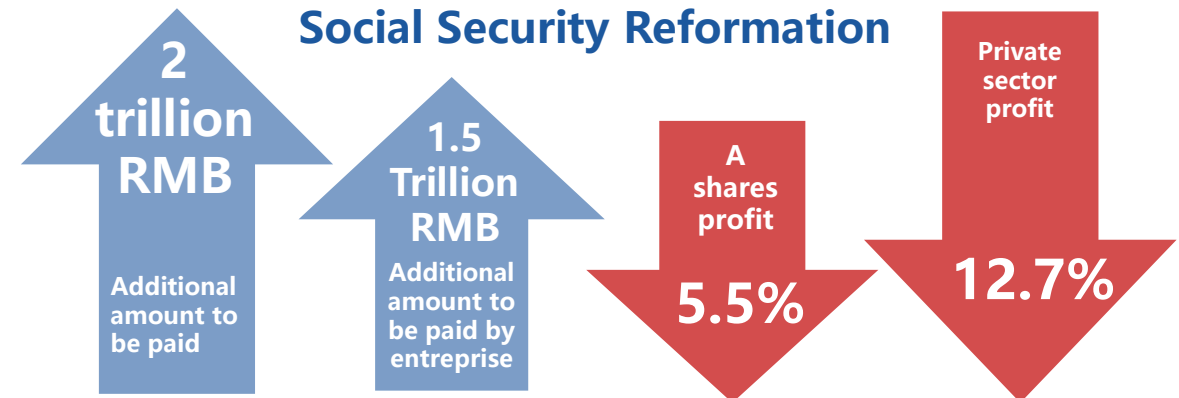 Social Security Reformation
2
trillion
RMB
Additional
amount to
be paid
1.5
Trillion
RMB
Additional
amount to
be paid by
entreprise
A
shares
profit
5.5%
Private
sector
profit
12.7%